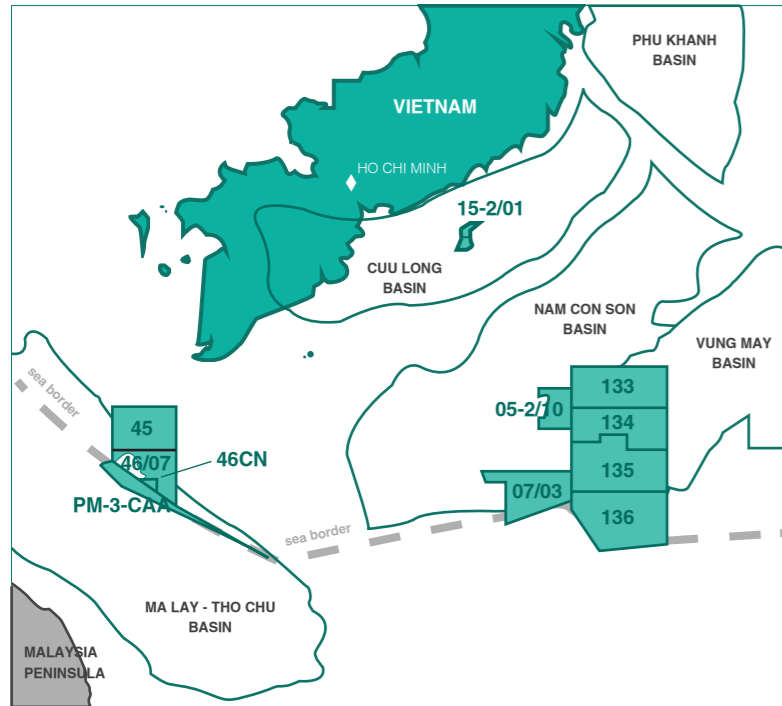 PHU KHANH
BASIN
VIETNAM
HO CHI MINH
15-2/01
CUU LONG
BASIN
NAM CON SON
BASIN
VUNG MAY
BASIN
sea border
133
05-2/10
134
45
46/07
46CN
135
07/03
PM-3-CAA
136
sea border
MA LAY - THO CHU
BASIN
MALAYSIA
PENINSULA